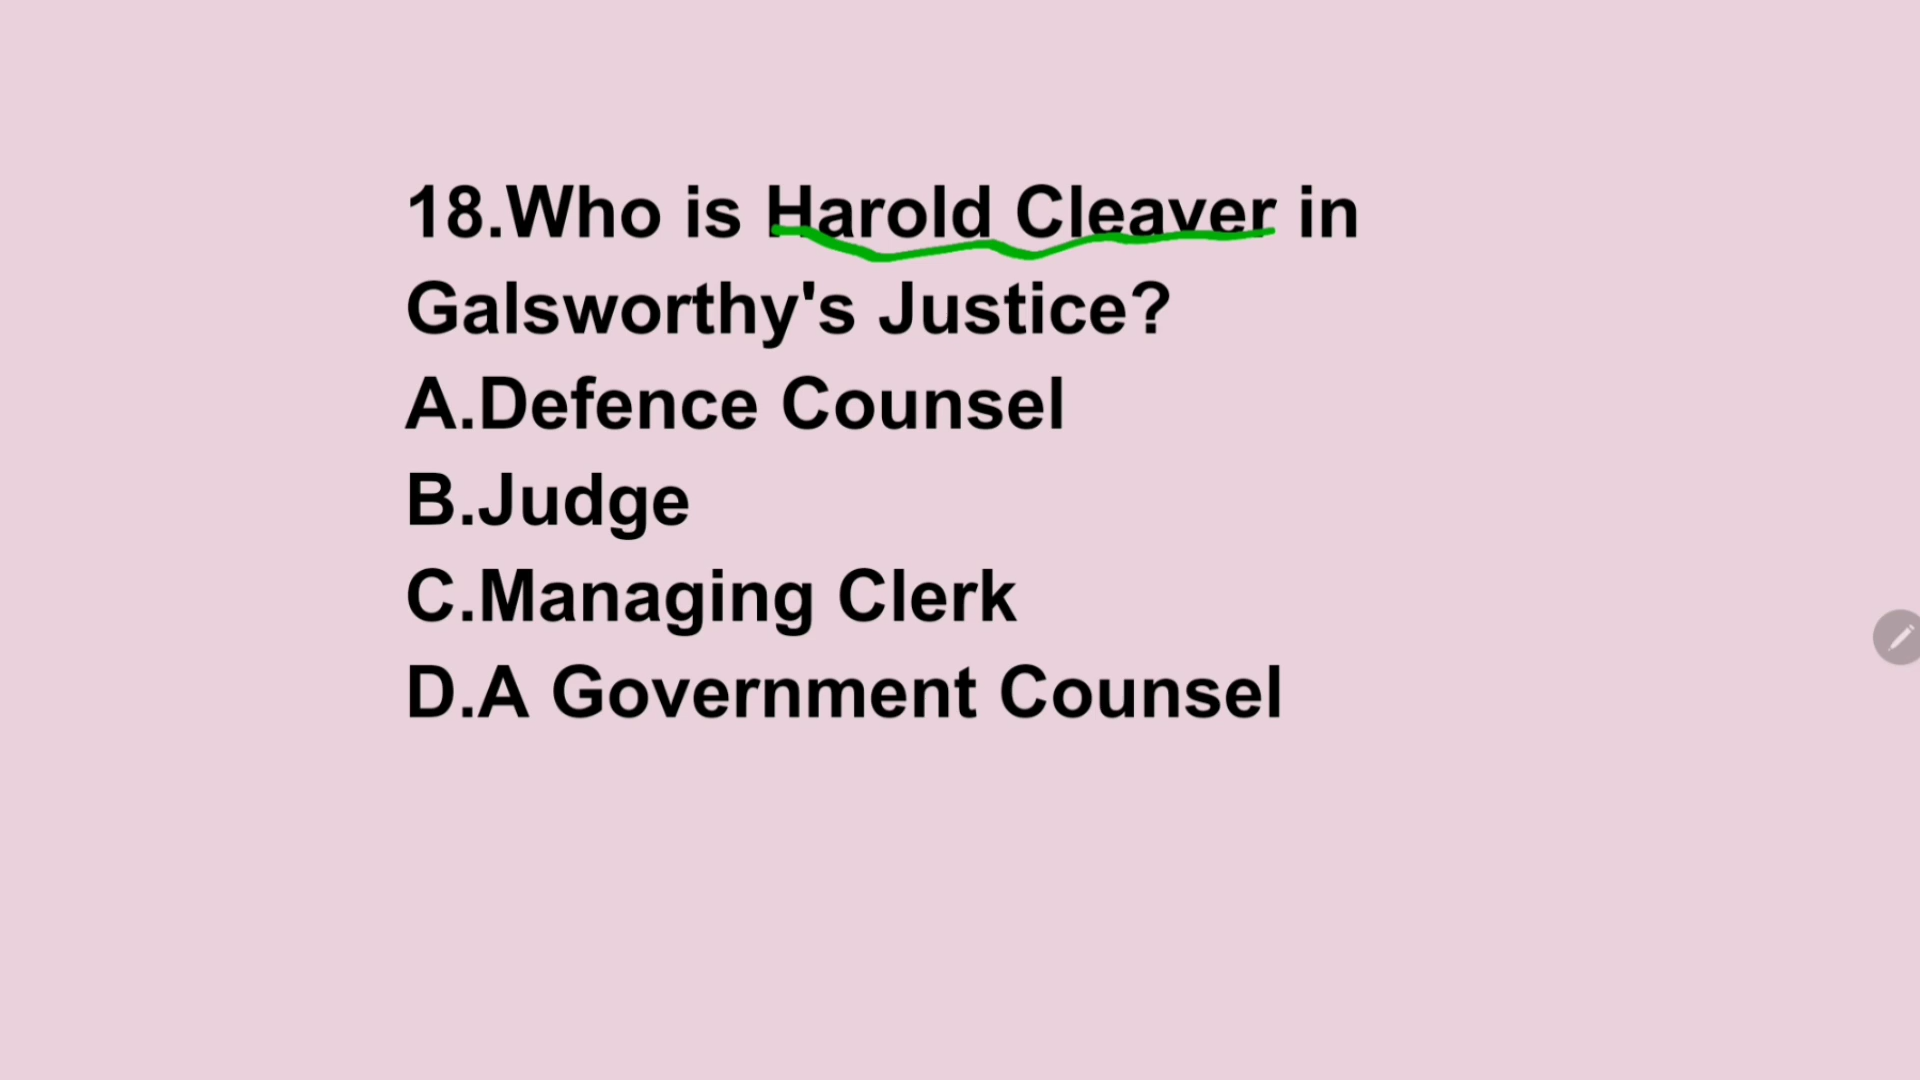 18.Who is Harold Cleaver in
Galsworthy's Justice?
A.Defence Counsel
B.Judge
C.Managing Clerk
D.A Government Counsel